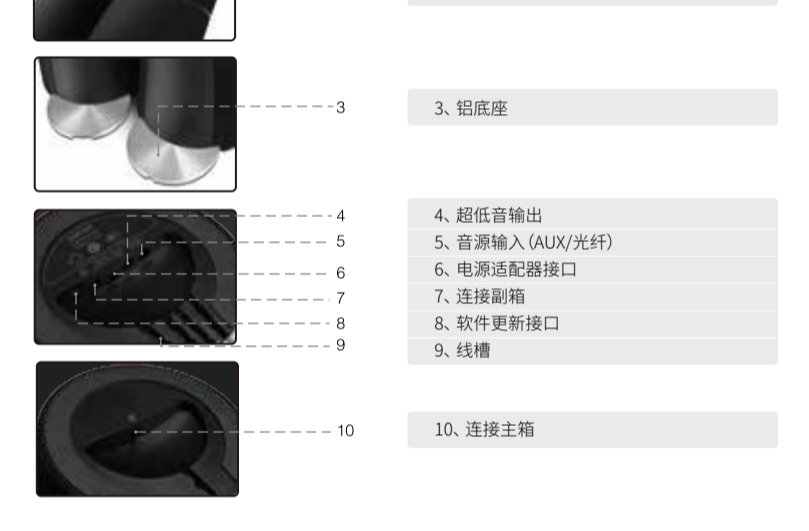 3
3、铝底座
4
5
6
7
8
9
4、超低音输出
5、音源输入(AUX/光纤)
6、电源适配器接口
7、连接副箱
8、软件更新接口
9、线槽
10
10、连接主箱